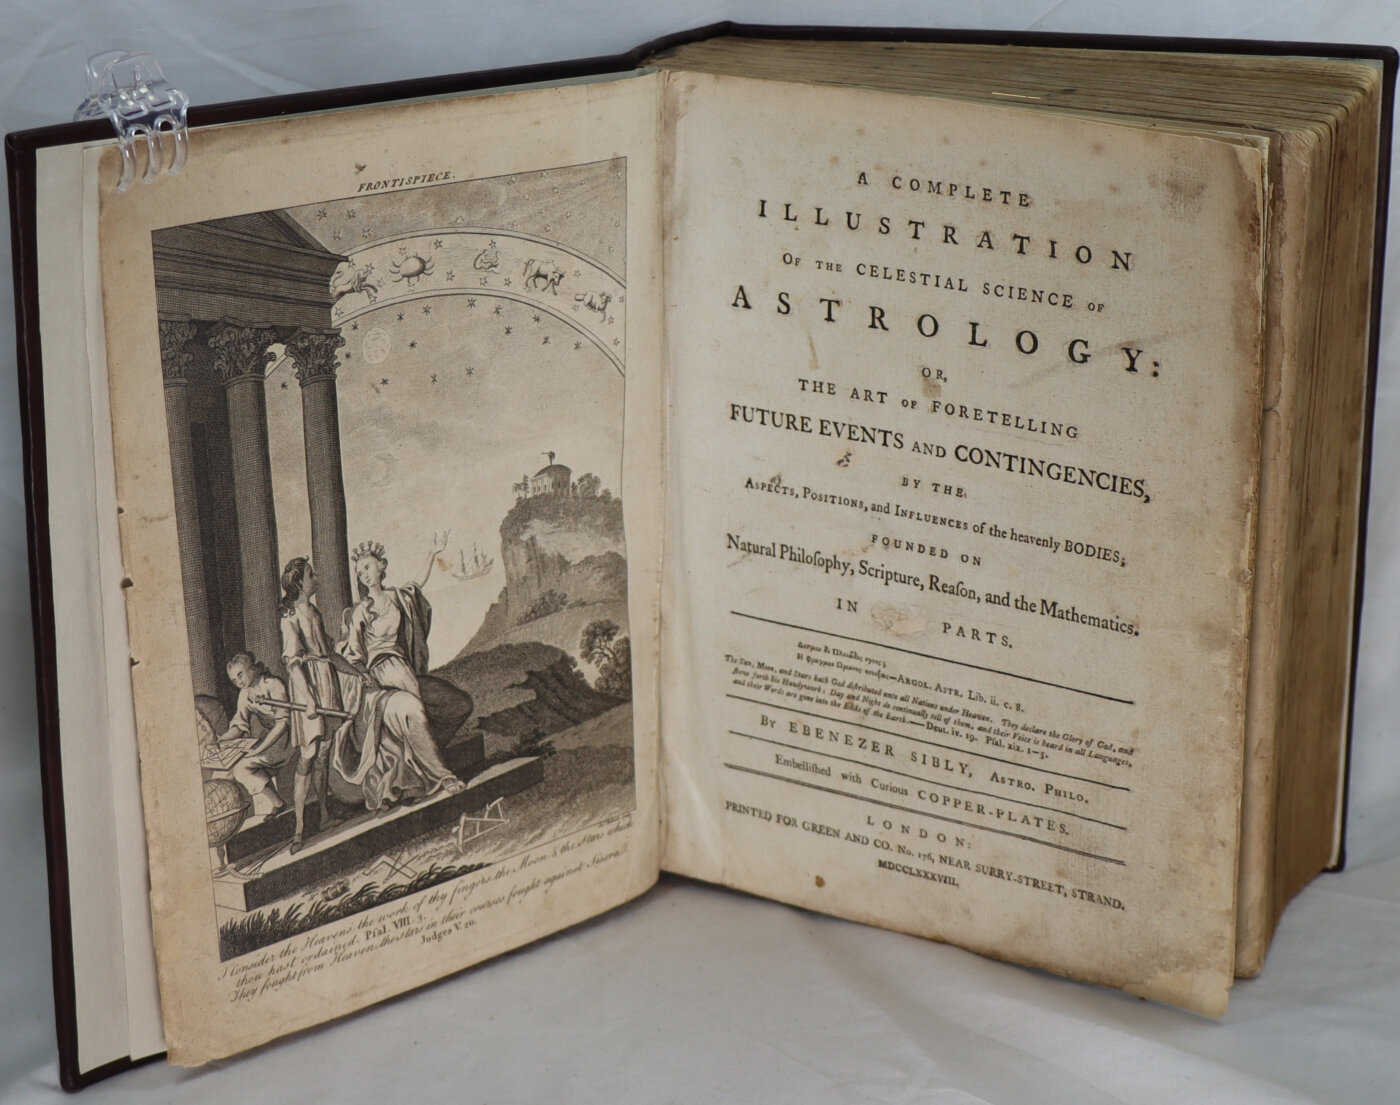 FRONTISPIECE.
I Consider the Heavens, the work of thy fingers, the Moon & the Stars which
thou hast ordained. Pſal. VIII. 3.
They fought from Heaven, the stars in their courses fought against Sisera.
Judges V. 20.
A COMPLETE
ILLUSTRATION
OF THE CELESTIAL SCIENCE OF
ASTROLOGY:
OR,
THE ART OF FORETELLING
FUTURE EVENTS AND CONTINGENCIES,
BY THE
ASPECTS, POSITIONS, and INFLUENCES of the heavenly BODIES;
FOUNDED ON
Natural Philoſophy, Scripture, Reaſon, and the Mathematics.
IN PARTS.
—ARGOL. ASTR. Lib. ii. c. 8.
The Sun, Moon, and Stars hath God diſtributed unto all Nations under Heaven. They declare the Glory of God, and
ſhew forth his Handywork: Day and Night do continually tell of them, and their Voice is heard in all Languages,
and their Words are gone into the Ends of the Earth.—Deut. iv. 19. Pſal. xix. 1—5.
By EBENEZER SIBLY, ASTRO. PHILO.
Embelliſhed with Curious COPPER-PLATES.
LONDON:
PRINTED FOR GREEN AND CO. No. 176, NEAR SURRY-STREET, STRAND.
MDCCLXXXVIII.